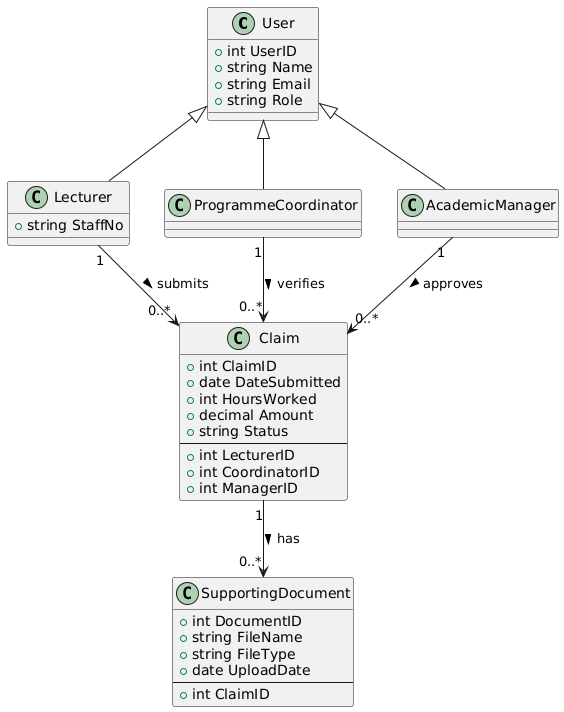 C User
int UserID
string Name
string Email
string Role
C Lecturer
string StaffNo
C ProgrammeCoordinator
C AcademicManager
1
1
1
submits
verifies
approves
0..*
0..*
0..*
C Claim
int ClaimID
date DateSubmitted
int HoursWorked
decimal Amount
string Status
int LecturerID
int CoordinatorID
int ManagerID
1
has
0..*
C SupportingDocument
int DocumentID
string FileName
string FileType
date UploadDate
int ClaimID